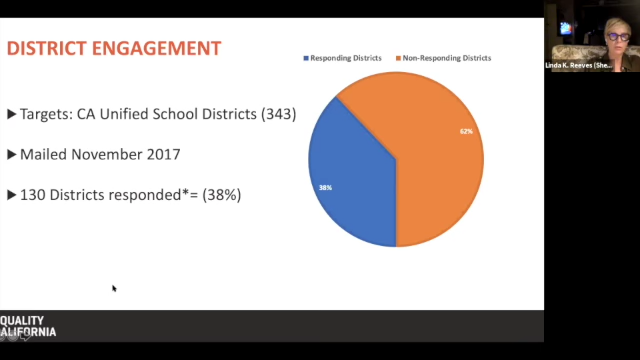 DISTRICT ENGAGEMENT
Responding Districts Non-Responding Districts
Targets: CA Unified School Districts (343)
Mailed November 2017
130 Districts responded*= (38%)
62%
38%
QUALITY
ALIFORNIA
Linda K. Reeves (She...